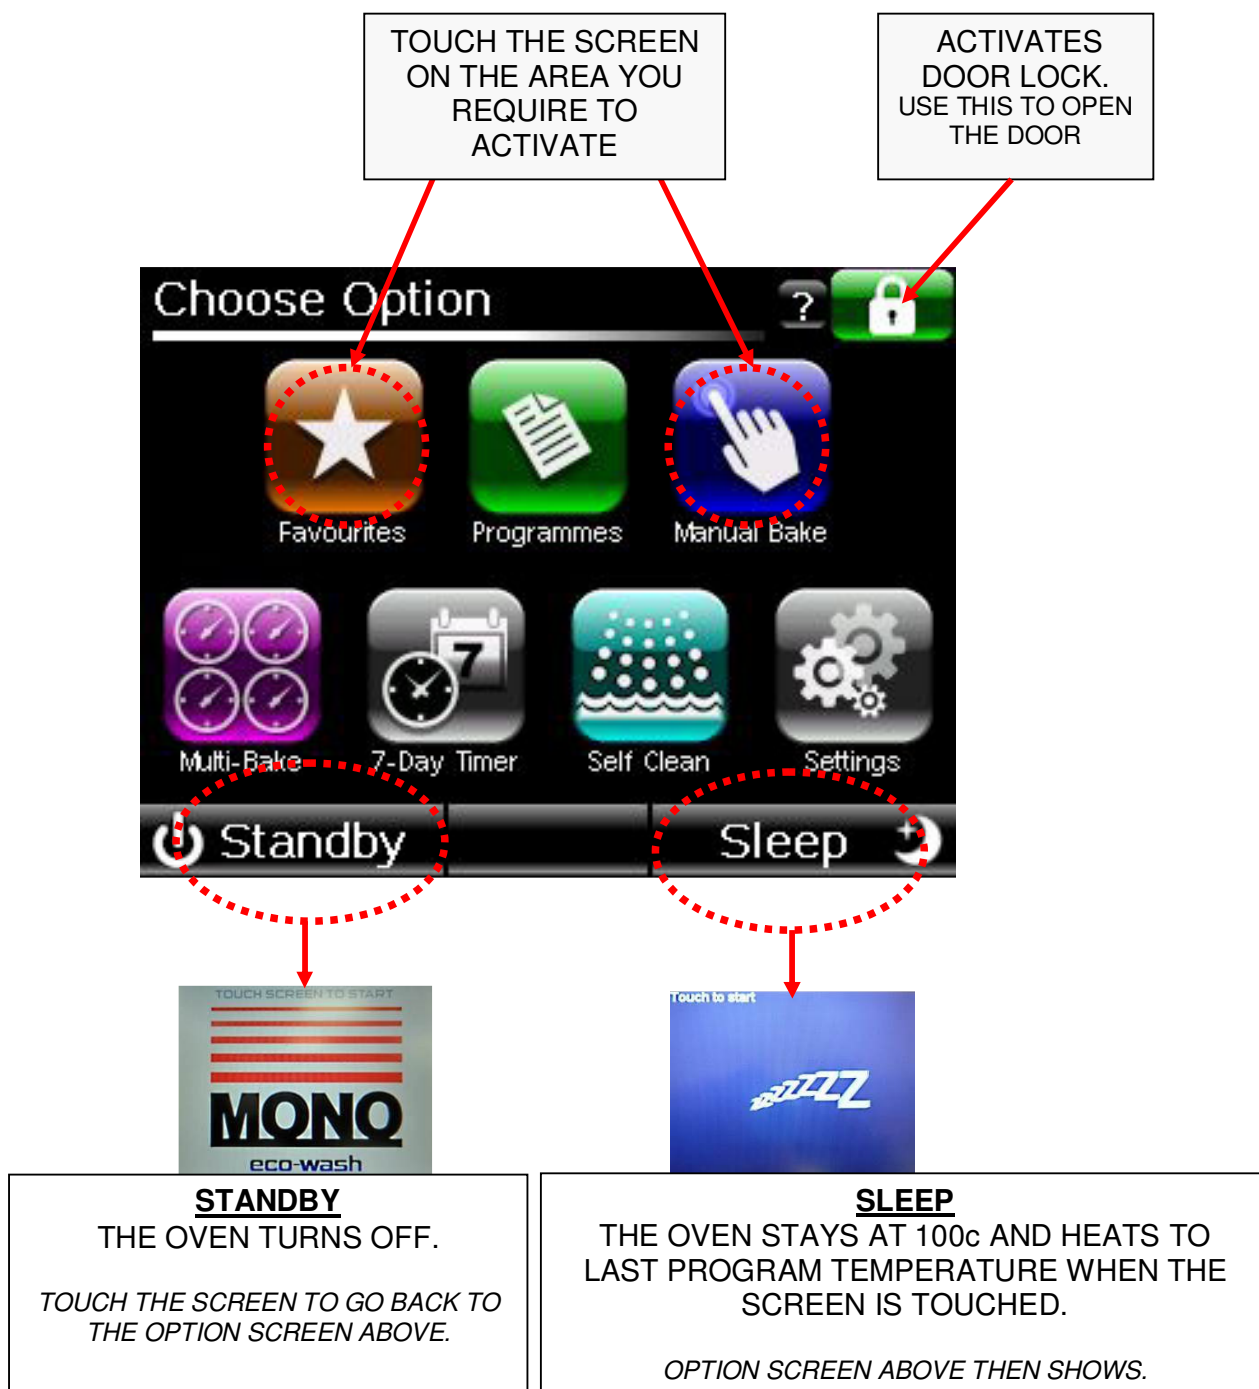 TOUCH THE SCREEN
ON THE AREA YOU
REQUIRE TO
ACTIVATE
ACTIVATES
DOOR LOCK.
USE THIS TO OPEN
THE DOOR
Choose Option
?
Favourites
Programmes
Manual Bake
7
Multi-Bake
7-Day Timer
Self Clean
Settings
Standby
Sleep
TOUCH SCREEN TO START
MONO
eco-wash
Touch to start
zzzzzzZ
STANDBY
THE OVEN TURNS OFF.
TOUCH THE SCREEN TO GO BACK TO
THE OPTION SCREEN ABOVE.
SLEEP
THE OVEN STAYS AT 100c AND HEATS TO
LAST PROGRAM TEMPERATURE WHEN THE
SCREEN IS TOUCHED.
OPTION SCREEN ABOVE THEN SHOWS.